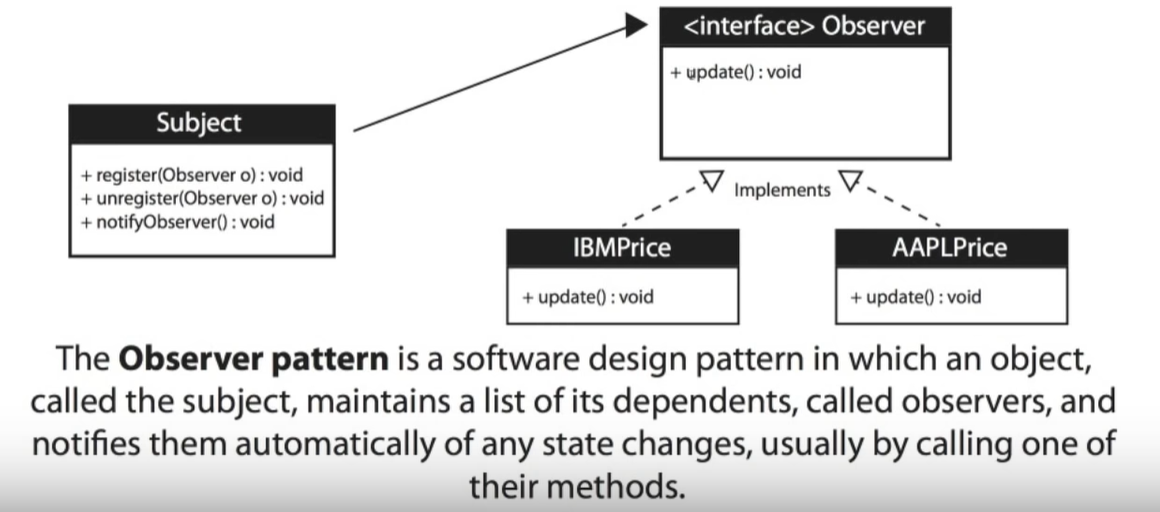 <interface> Observer
+ update() : void
Subject
+ register(Observer o) : void
+ unregister(Observer o) : void
+ notifyObserver() : void
Implements
IBMPrice
+ update() : void
AAPLPrice
+ update() : void
The Observer pattern is a software design pattern in which an object,
called the subject, maintains a list of its dependents, called observers, and
notifies them automatically of any state changes, usually by calling one of
their methods.